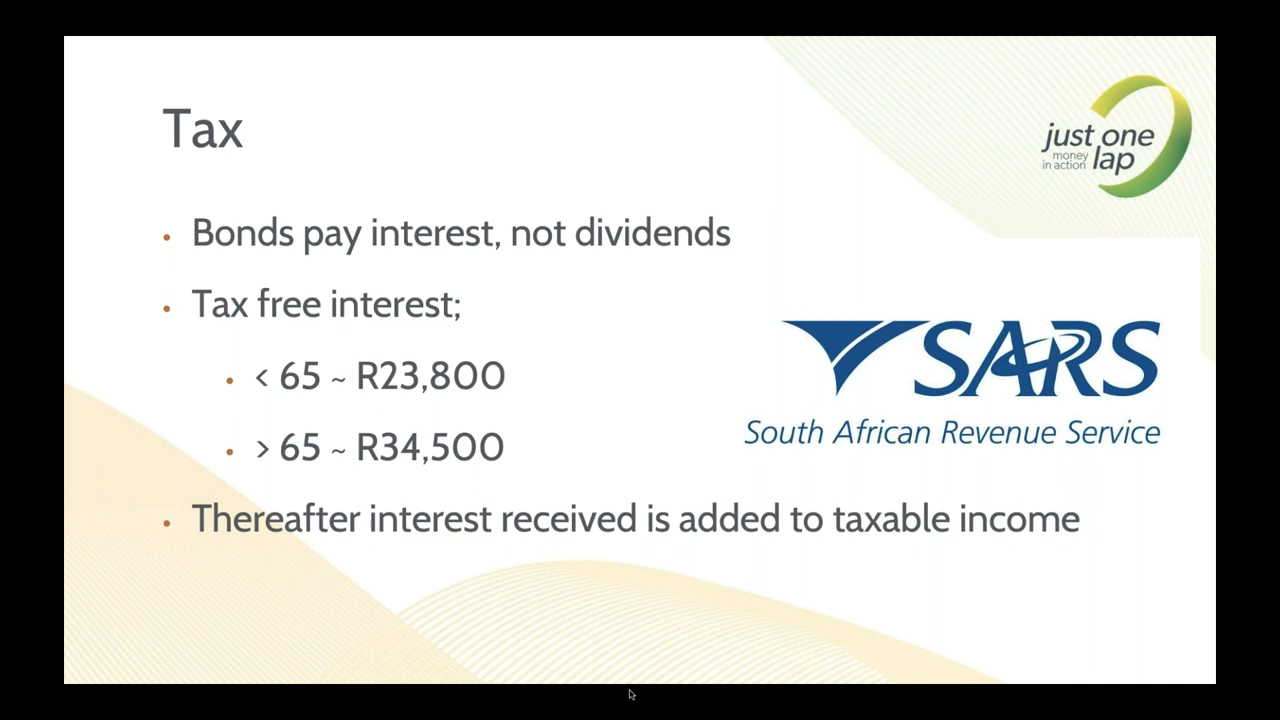 Tax
just one
money
in action
lap
• Bonds pay interest, not dividends
• Tax free interest;
• < 65 ~ R23,800
• > 65 ~ R34,500
SARS
South African Revenue Service
• Thereafter interest received is added to taxable income